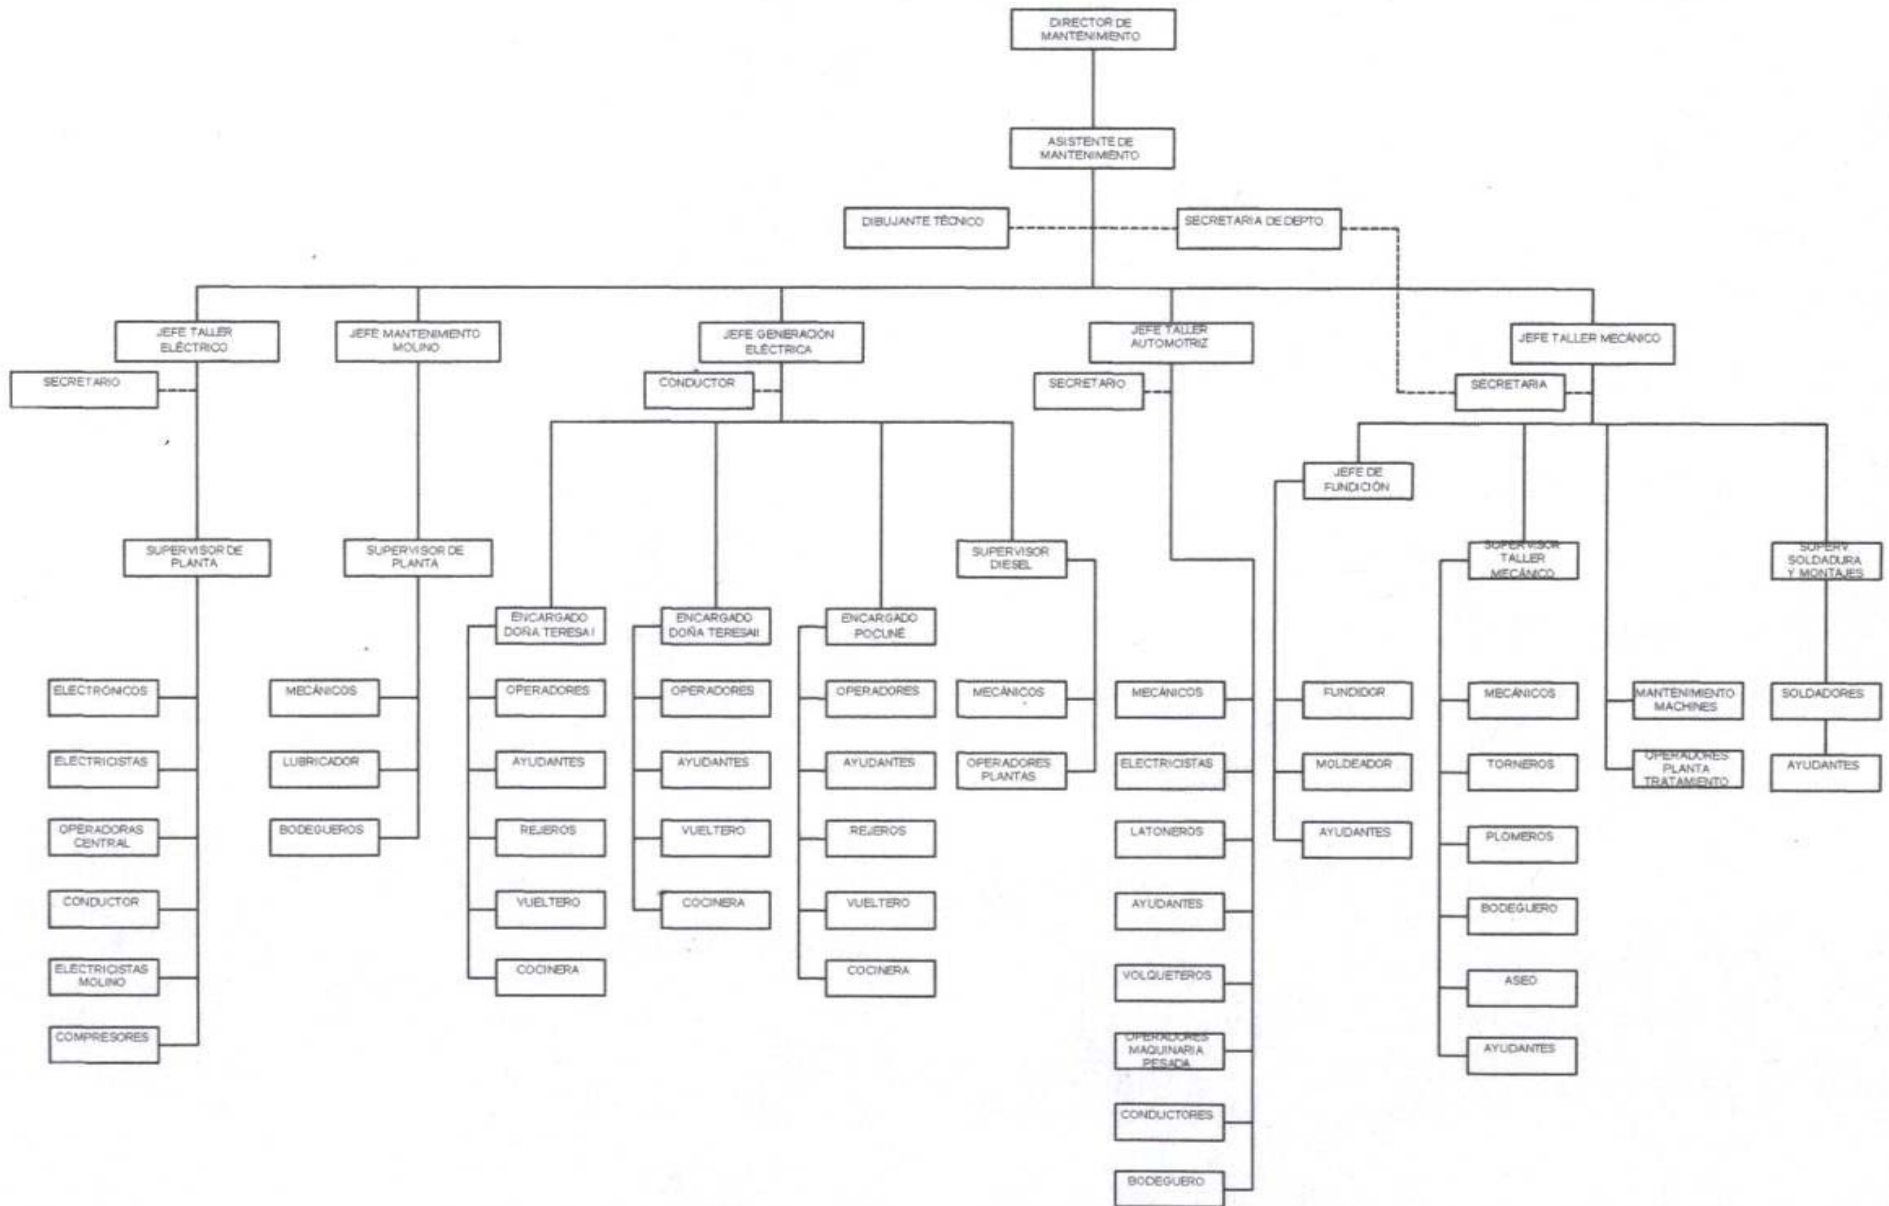 DIRECTOR DE
MANTENIMIENTO
ASISTENTE DE
MANTENIMIENTO
DIBUJANTE TÉCNICO
SECRETARIA DE DEPTO.
JEFE TALLER
ELÉCTRICO
JEFE MANTENIMIENTO
MOLINO
JEFE GENERACIÓN
ELÉCTRICA
JEFE TALLER
AUTOMOTRIZ
JEFE TALLER MECÁNICO
SECRETARIO
CONDUCTOR
SECRETARIO
SECRETARIA
JEFE DE
FUNDICIÓN
SUPERVISOR DE
PLANTA
SUPERVISOR DE
PLANTA
SUPERVISOR
DIESEL
SUPERVISOR
TALLER
MECÁNICO
SUPERV.
SOLDADURA
Y MONTAJES
ENCARGADO
DOÑA TERESA I
ENCARGADO
DOÑA TERESA II
ENCARGADO
POCUNÉ
ELECTRÓNICOS
MECÁNICOS
OPERADORES
OPERADORES
OPERADORES
MECÁNICOS
MECÁNICOS
FUNDIDOR
MECÁNICOS
MANTENIMIENTO
MACHINES
SOLDADORES
ELECTRICISTAS
LUBRICADOR
AYUDANTES
AYUDANTES
AYUDANTES
OPERADORES
PLANTAS
ELECTRICISTAS
MOLDEADOR
TORNEROS
OPERADORES
PLANTA
TRATAMIENTO
AYUDANTES
OPERADORAS
CENTRAL
BODEGUEROS
REJEROS
VUELTERO
REJEROS
LATONEROS
AYUDANTES
PLOMEROS
CONDUCTOR
VUELTERO
COCINERA
VUELTERO
AYUDANTES
BODEGUERO
ELECTRICISTAS
MOLINO
COCINERA
COCINERA
VOLQUETEROS
ASEO
COMPRESORES
OPERADORES
MAQUINARIA
PESADA
AYUDANTES
CONDUCTORES
BODEGUERO